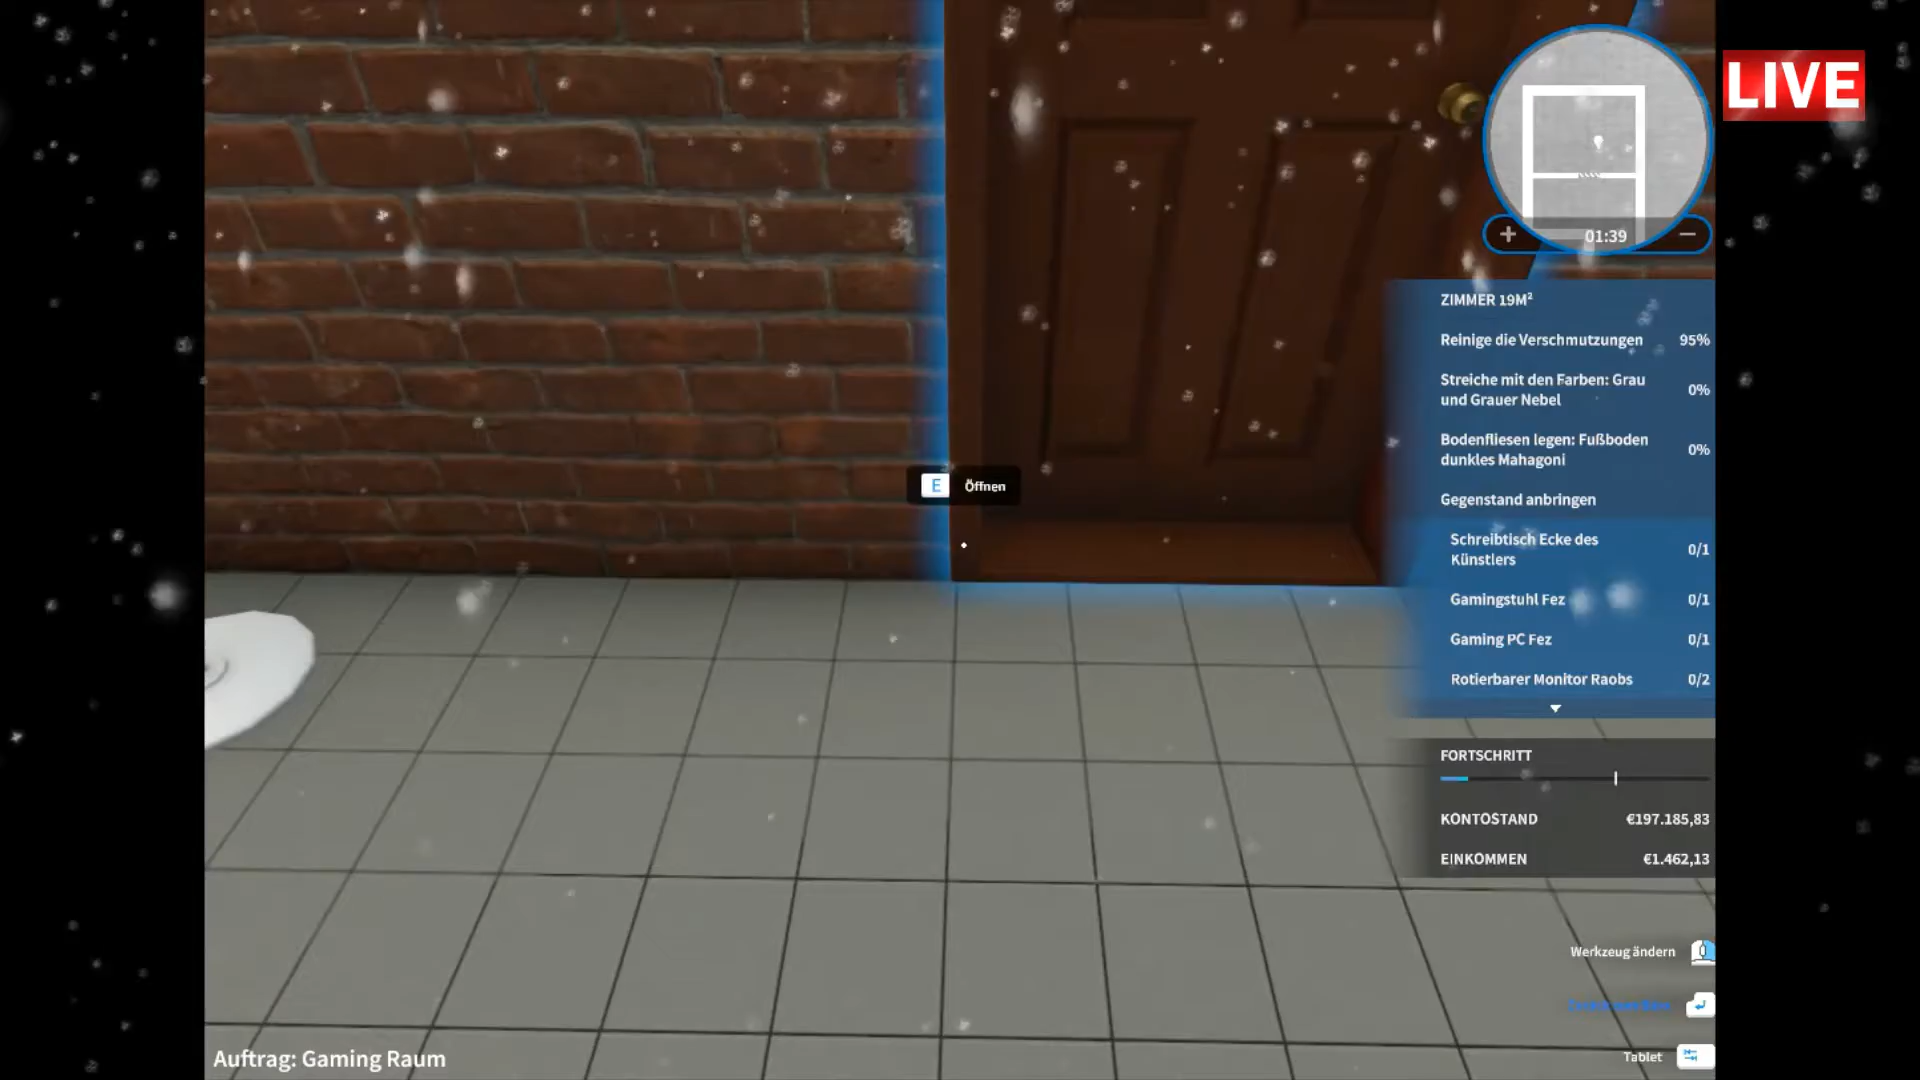 LIVE
01:39
ZIMMER 19M²
Reinige die Verschmutzungen 95%
Streiche mit den Farben: Grau
und Grauer Nebel 0%
Bodenfliesen legen: Fußboden
dunkles Mahagoni 0%
Gegenstand anbringen
Schreibtisch Ecke des
Künstlers 0/1
Gamingstuhl Fez 0/1
Gaming PC Fez 0/1
Rotierbarer Monitor Raobs 0/2
E Öffnen
FORTSCHRITT
KONTOSTAND €197.185,83
EINKOMMEN €1.462,13
Werkzeug ändern
Tablet
Auftrag: Gaming Raum